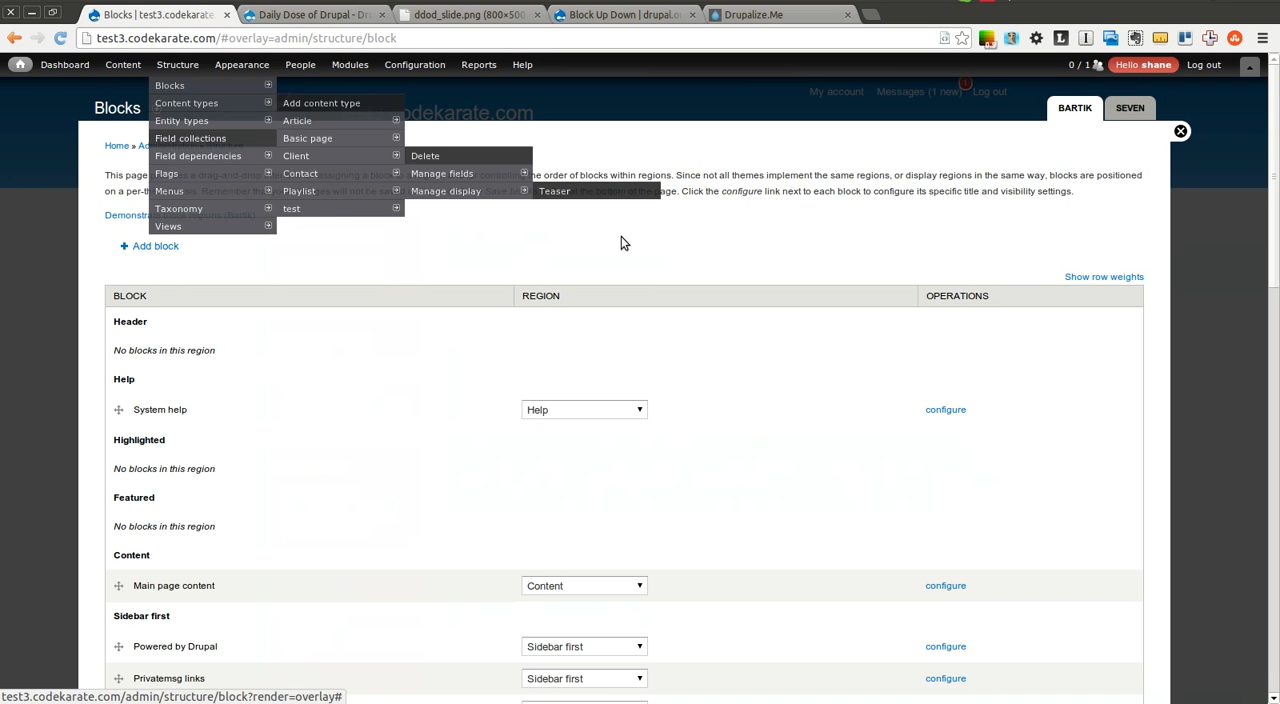 Blocks | test3.codekarate
Daily Dose of Drupal - Dr
ddod_slide.png (800×500
Block Up Down | drupal.o
Drupalize.Me
test3.codekarate.com/#overlay=admin/structure/block
Dashboard Content Structure Appearance People Modules Configuration Reports Help
0 / 1 Hello shane Log out
My account Messages (1 new) Log out
1
codekarate.com
Blocks
BARTIK SEVEN
Blocks
Content types
Entity types
Field collections
Field dependencies
Flags
Menus
Taxonomy
Views
Add content type
Article
Basic page
Client
Contact
Playlist
test
Delete
Manage fields
Manage display
Teaser
Home » Ad
This page
the order of blocks within regions. Since not all themes implement the same regions, or display regions in the same way, blocks are positioned
on a per-th
page. Click the configure link next to each block to configure its specific title and visibility settings.
Demonstrate block regions (Bartik)
Add block
Show row weights
BLOCK REGION OPERATIONS
Header
No blocks in this region
Help
System help Help configure
Highlighted
No blocks in this region
Featured
No blocks in this region
Content
Main page content Content configure
Sidebar first
Powered by Drupal Sidebar first configure
Privatemsg links Sidebar first configure
test3.codekarate.com/admin/structure/block?render=overlay#